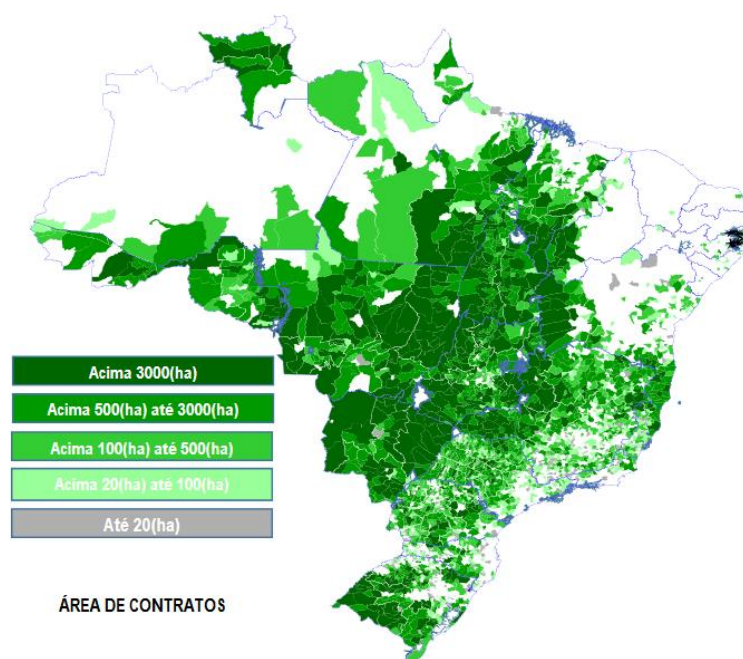 Acima 3000(ha)
Acima 500(ha) até 3000(ha)
Acima 100(ha) até 500(ha)
Acima 20(ha) até 100(ha)
Até 20(ha)
ÁREA DE CONTRATOS